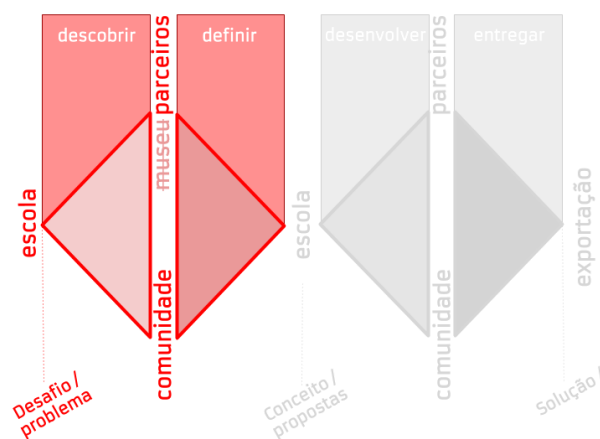 descobrir
definir
desenvolver
entregar
parceiros
museu
comunidade
escola
parceiros
comunidade
escola
exportação
Desafio /
problema
Conceito /
propostas
Solução /